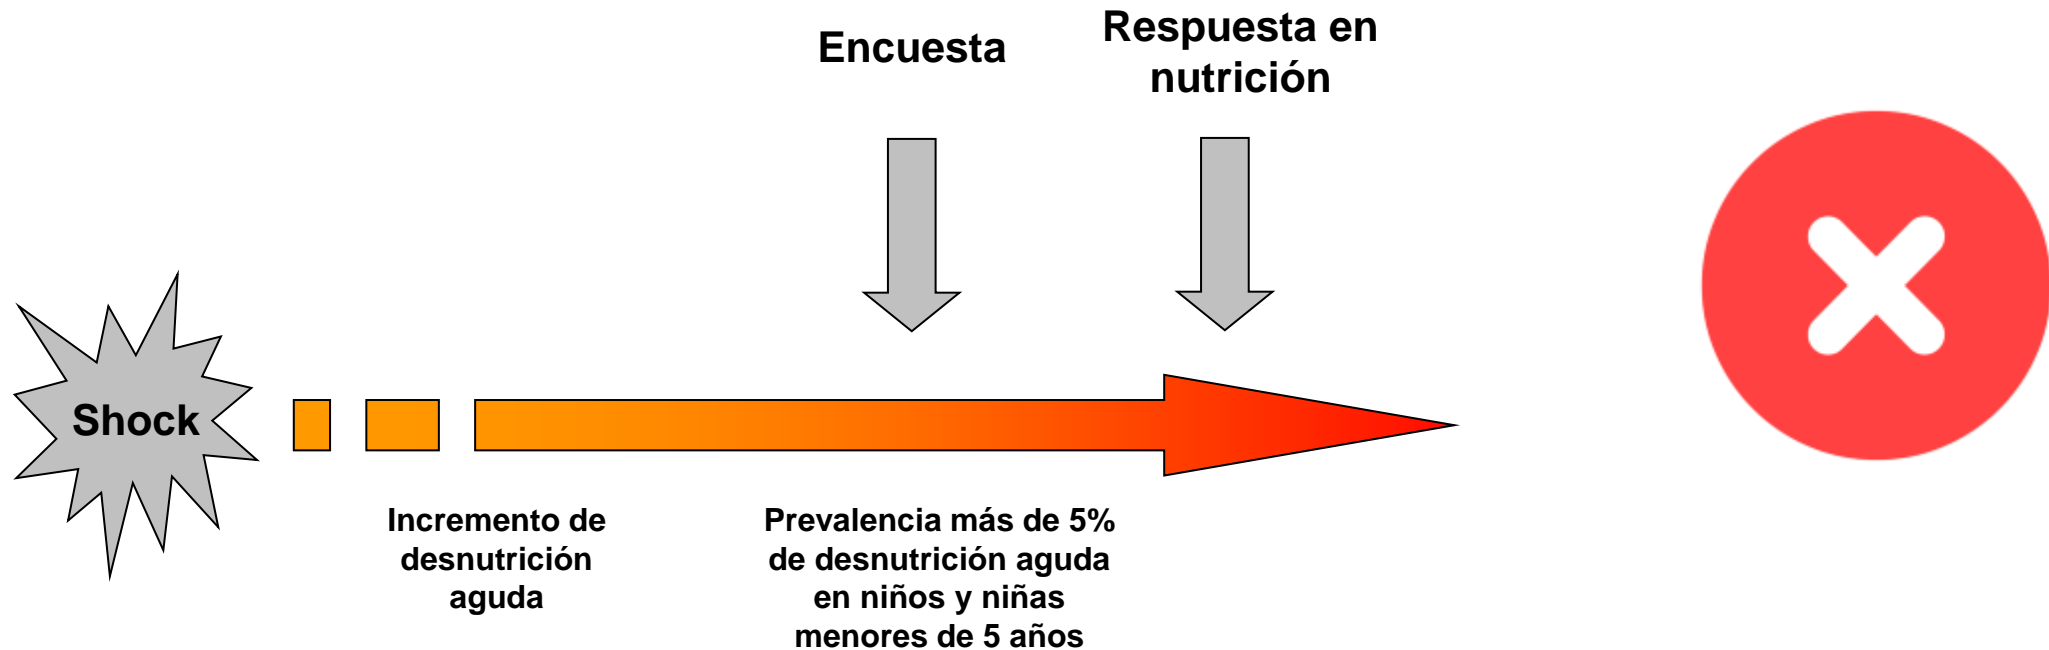 Encuesta
Respuesta en
nutrición
Shock
Incremento de
desnutrición
aguda
Prevalencia más de 5%
de desnutrición aguda
en niños y niñas
menores de 5 años